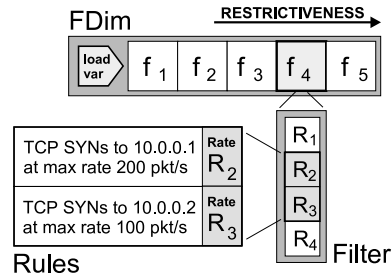 RESTRICTIVENESS
FDim
load var
f 1 f 2 f 3 f 4 f 5
TCP SYNs to 10.0.0.1
at max rate 200 pkt/s
Rate
R2
TCP SYNs to 10.0.0.2
at max rate 100 pkt/s
Rate
R3
R1
R2
R3
R4
Rules
Filter